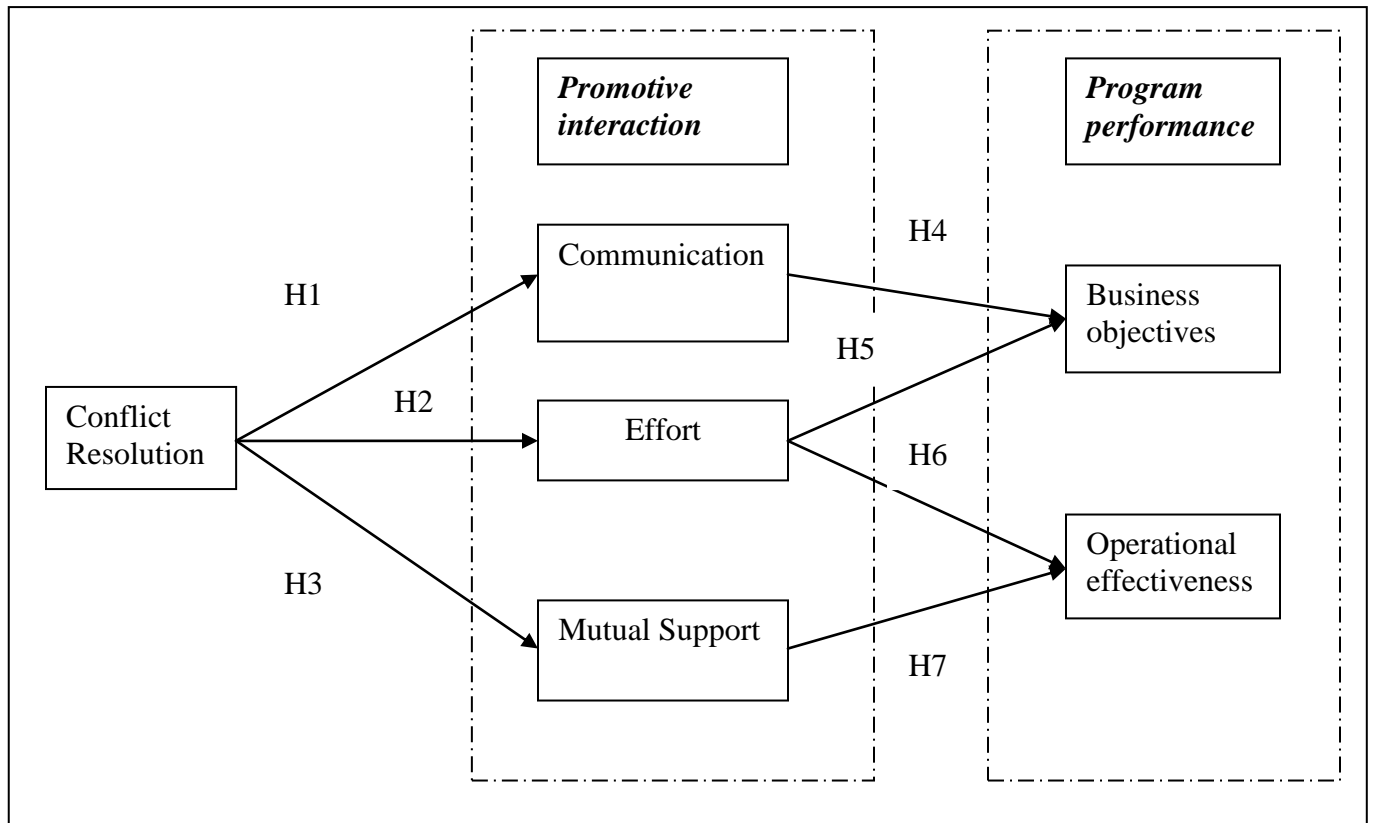 Promotive
interaction
Program
performance
H4
Communication
Business
objectives
H1
H5
H2
Conflict
Resolution
Effort
H6
Operational
effectiveness
H3
Mutual Support
H7